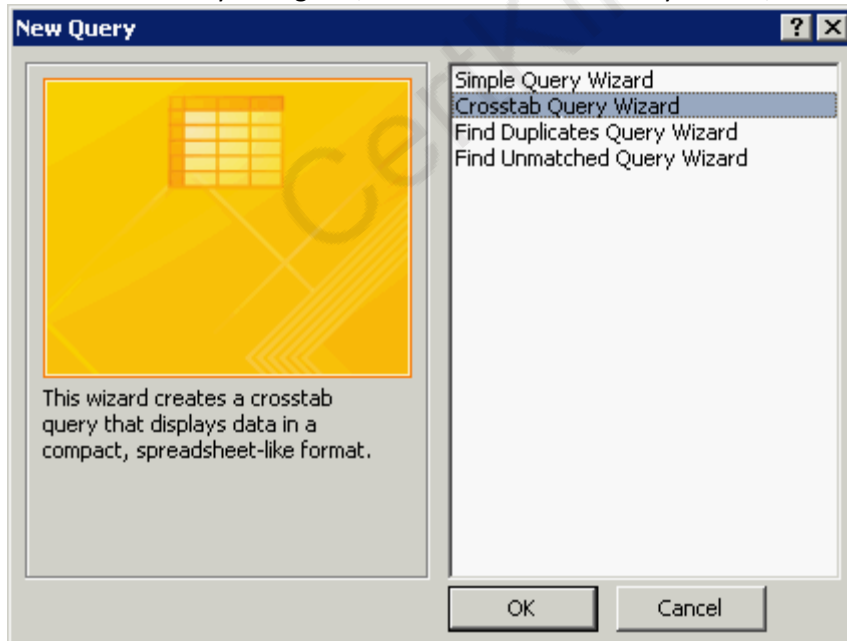 New Query
Simple Query Wizard
Crosstab Query Wizard
Find Duplicates Query Wizard
Find Unmatched Query Wizard
This wizard creates a crosstab
query that displays data in a
compact, spreadsheet-like format.
OK
Cancel